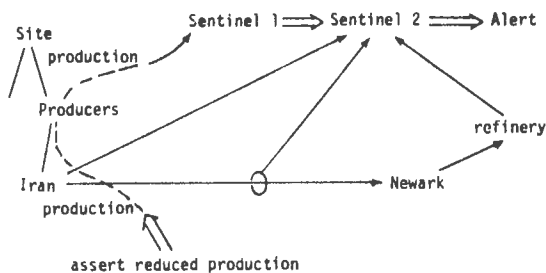 Site
Sentinel 1
Sentinel 2
Alert
production
Producers
refinery
Iran
Newark
production
assert reduced production